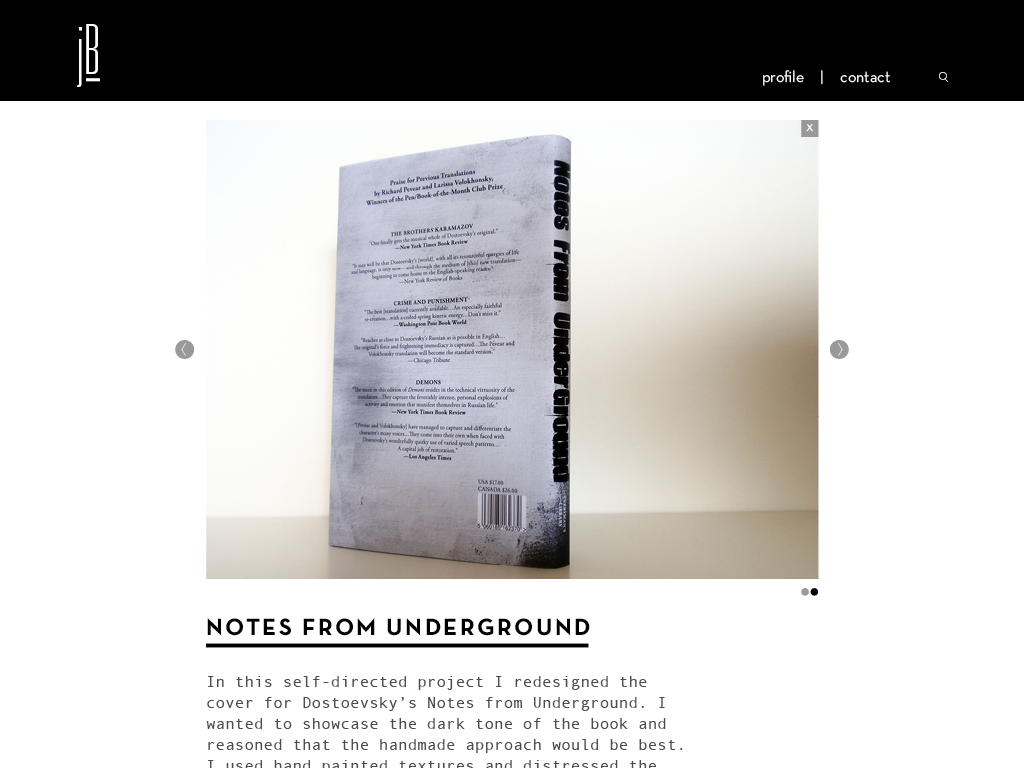 jB
profile | contact
X
Praise for Previous Translations
by Richard Pevear and Larissa Volokhonsky,
Winners of the Pen/Book-of-the-Month Club Prize
THE BROTHERS KARAMAZOV
"One finally gets the musical whole of Dostoevsky's original."
—New York Times Book Review
"It may well be that Dostoevsky's [world], with all its resourceful energies of life
and language, is only now— and through the medium of [this] new translation—
beginning to come home to the English-speaking reader."
—New York Review of Books
CRIME AND PUNISHMENT
"The best [translation] currently available…An especially faithful
re-creation…with a coiled-spring kinetic energy…Don't miss it."
—Washington Post Book World
"Reaches as close to Dostoevsky's Russian as is possible in English…
The original's force and frightening immediacy is captured…The Pevear and
Volokhonsky translation will become the standard version."
—Chicago Tribune
DEMONS
"The merit in this edition of Demons resides in the technical virtuosity of the
translators…They capture the feverishly intense, personal explosions of
activity and emotion that manifest themselves in Russian life."
—New York Times Book Review
"[Pevear and Volokhonsky] have managed to capture and differentiate the
character's many voices…They come into their own when faced with
Dostoevsky's wonderfully quirky use of varied speech patterns…
A capital job of restoration."
—Los Angeles Times
USA $17.00
CANADA $26.00
Notes From Underground
NOTES FROM UNDERGROUND
In this self-directed project I redesigned the
cover for Dostoevsky's Notes from Underground. I
wanted to showcase the dark tone of the book and
reasoned that the handmade approach would be best.
I used hand painted textures and distressed the